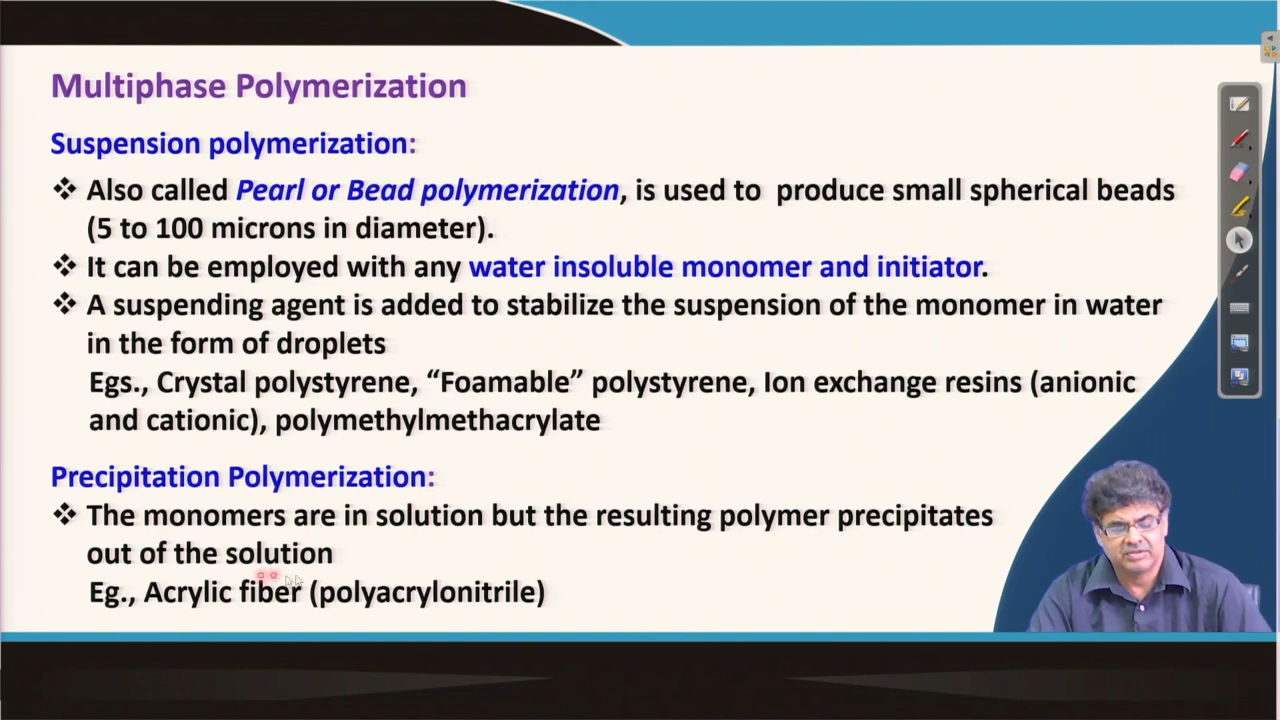 Multiphase Polymerization
Suspension polymerization:
❖ Also called Pearl or Bead polymerization, is used to produce small spherical beads
(5 to 100 microns in diameter).
❖ It can be employed with any water insoluble monomer and initiator.
❖ A suspending agent is added to stabilize the suspension of the monomer in water
in the form of droplets
Egs., Crystal polystyrene, “Foamable” polystyrene, Ion exchange resins (anionic
and cationic), polymethylmethacrylate
Precipitation Polymerization:
❖ The monomers are in solution but the resulting polymer precipitates
out of the solution
Eg., Acrylic fiber (polyacrylonitrile)